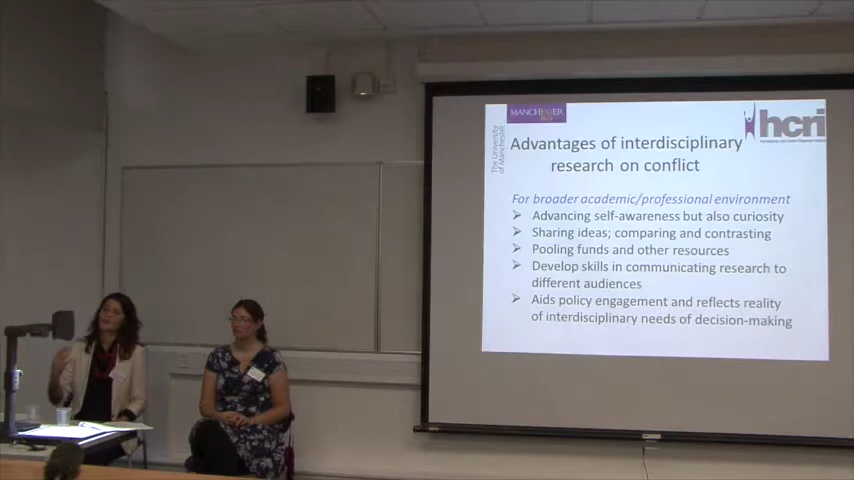 MANCHESTER
1824
The University
of Manchester
hcri
Advantages of interdisciplinary
research on conflict
For broader academic/professional environment
Advancing self-awareness but also curiosity
Sharing ideas; comparing and contrasting
Pooling funds and other resources
Develop skills in communicating research to
different audiences
Aids policy engagement and reflects reality
of interdisciplinary needs of decision-making